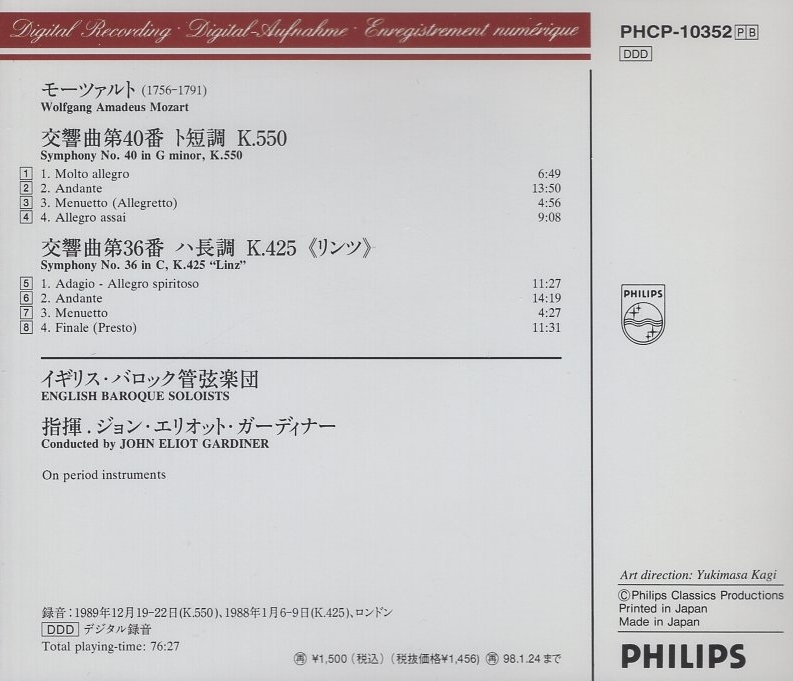 Digital Recording · Digital-Aufnahme · Enregistrement numérique
PHCP-10352 PB
DDD
モーツァルト (1756-1791)
Wolfgang Amadeus Mozart
交響曲第40番 ト短調 K.550
Symphony No. 40 in G minor, K.550
1 1. Molto allegro 6:49
2 2. Andante 13:50
3 3. Menuetto (Allegretto) 4:56
4 4. Allegro assai 9:08
交響曲第36番 ハ長調 K.425 《リンツ》
Symphony No. 36 in C, K.425 “Linz”
5 1. Adagio - Allegro spiritoso 11:27
6 2. Andante 14:19
7 3. Menuetto 4:27
8 4. Finale (Presto) 11:31
イギリス・バロック管弦楽団
ENGLISH BAROQUE SOLOISTS
指揮．ジョン・エリオット・ガーディナー
Conducted by JOHN ELIOT GARDINER
On period instruments
録音：1989年12月19-22日(K.550)、1988年1月6-9日(K.425)、ロンドン
DDD デジタル録音
Total playing-time: 76:27
㊢ ¥1,500（税込）（税抜価格¥1,456）㊢ 98.1.24まで
PHILIPS
Art direction: Yukimasa Kagi
©Philips Classics Productions
Printed in Japan
Made in Japan
PHILIPS